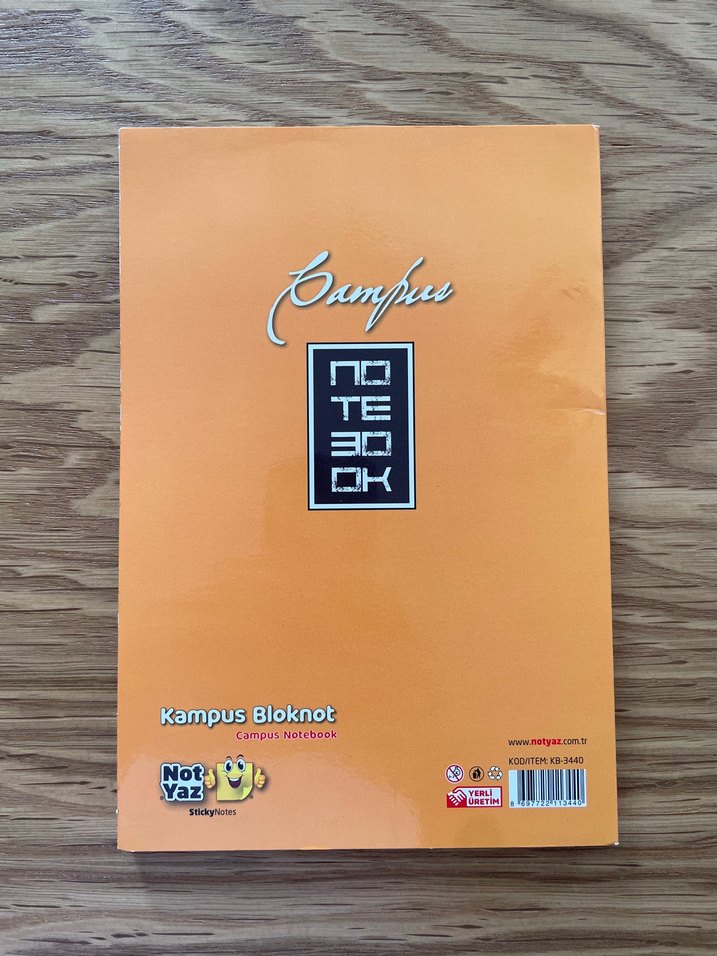 Campus
NO
TE
BO
OK
Kampus Bloknot
Campus Notebook
Not
Yaz
StickyNotes
www.notyaz.com.tr
KOD/ITEM: KB-3440
YERLİ
ÜRETİM
8 697722 113440